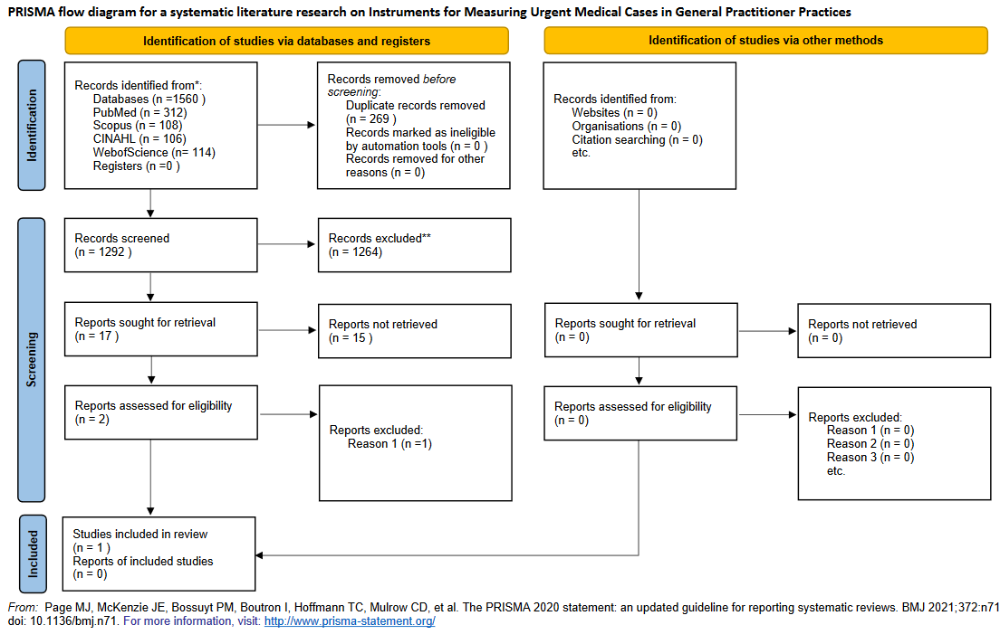 PRISMA flow diagram for a systematic literature research on Instruments for Measuring Urgent Medical Cases in General Practitioner Practices
Identification of studies via databases and registers
Identification of studies via other methods
Identification
Records identified from*:
Databases (n =1560 )
PubMed (n = 312)
Scopus (n = 108)
CINAHL (n = 106)
WebofScience (n= 114)
Registers (n =0 )
Records removed before
screening:
Duplicate records removed
(n = 269 )
Records marked as ineligible
by automation tools (n = 0 )
Records removed for other
reasons (n = 0)
Records identified from:
Websites (n = 0)
Organisations (n = 0)
Citation searching (n = 0)
etc.
Screening
Records screened
(n = 1292 )
Records excluded**
(n = 1264)
Reports sought for retrieval
(n = 17 )
Reports not retrieved
(n = 15 )
Reports sought for retrieval
(n = 0)
Reports not retrieved
(n = 0)
Reports assessed for eligibility
(n = 2)
Reports excluded:
Reason 1 (n =1)
Reports assessed for eligibility
(n = 0)
Reports excluded:
Reason 1 (n = 0)
Reason 2 (n = 0)
Reason 3 (n = 0)
etc.
Included
Studies included in review
(n = 1 )
Reports of included studies
(n = 0)
From: Page MJ, McKenzie JE, Bossuyt PM, Boutron I, Hoffmann TC, Mulrow CD, et al. The PRISMA 2020 statement: an updated guideline for reporting systematic reviews. BMJ 2021;372:n71
doi: 10.1136/bmj.n71. For more information, visit: http://www.prisma-statement.org/